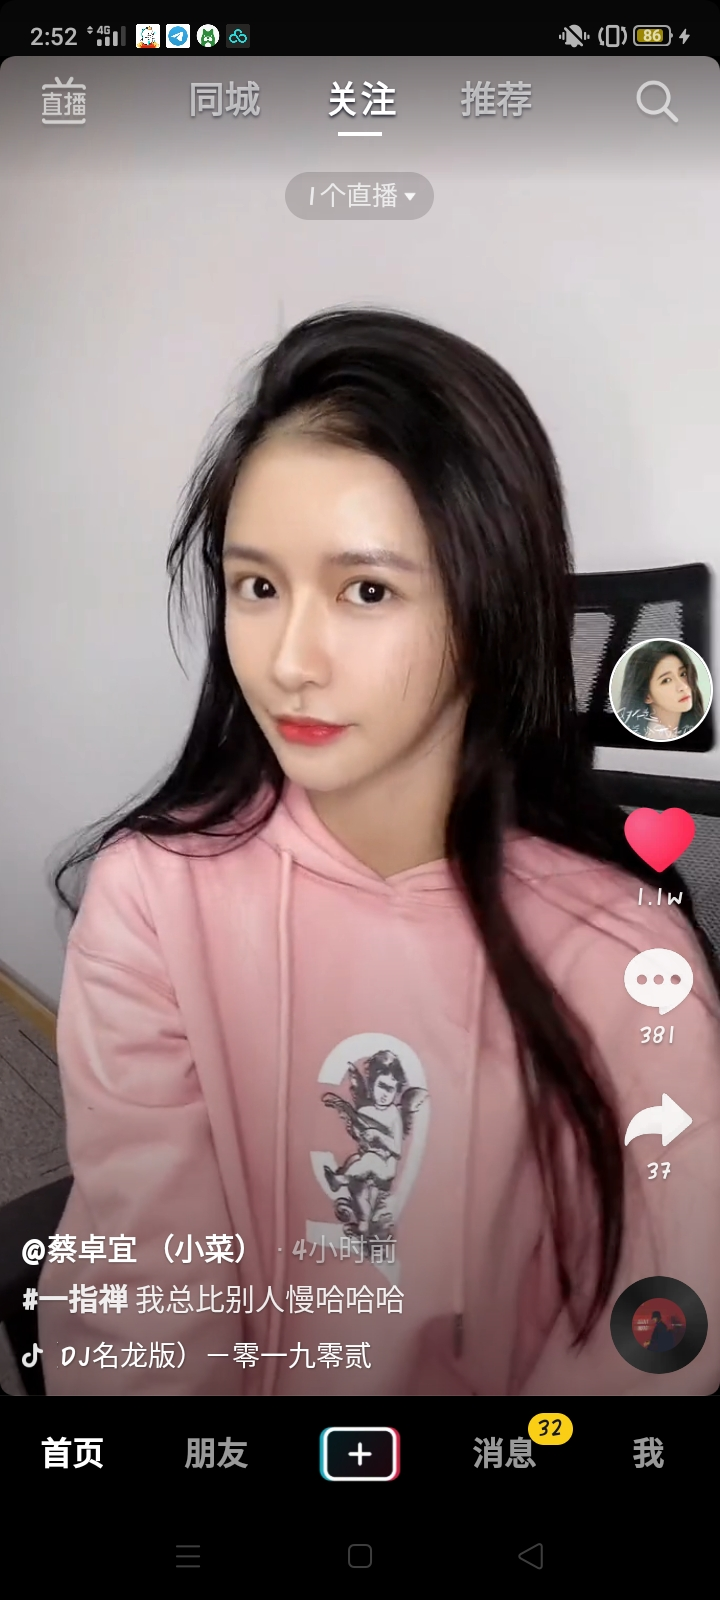 2:52 4G 86
直播 同城 关注 推荐
1个直播
1.1w
381
37
@蔡卓宜 （小菜） · 4小时前
#一指禅 我总比别人慢哈哈哈
DJ名龙版） － 零一九零贰
首页 朋友 消息 32 我